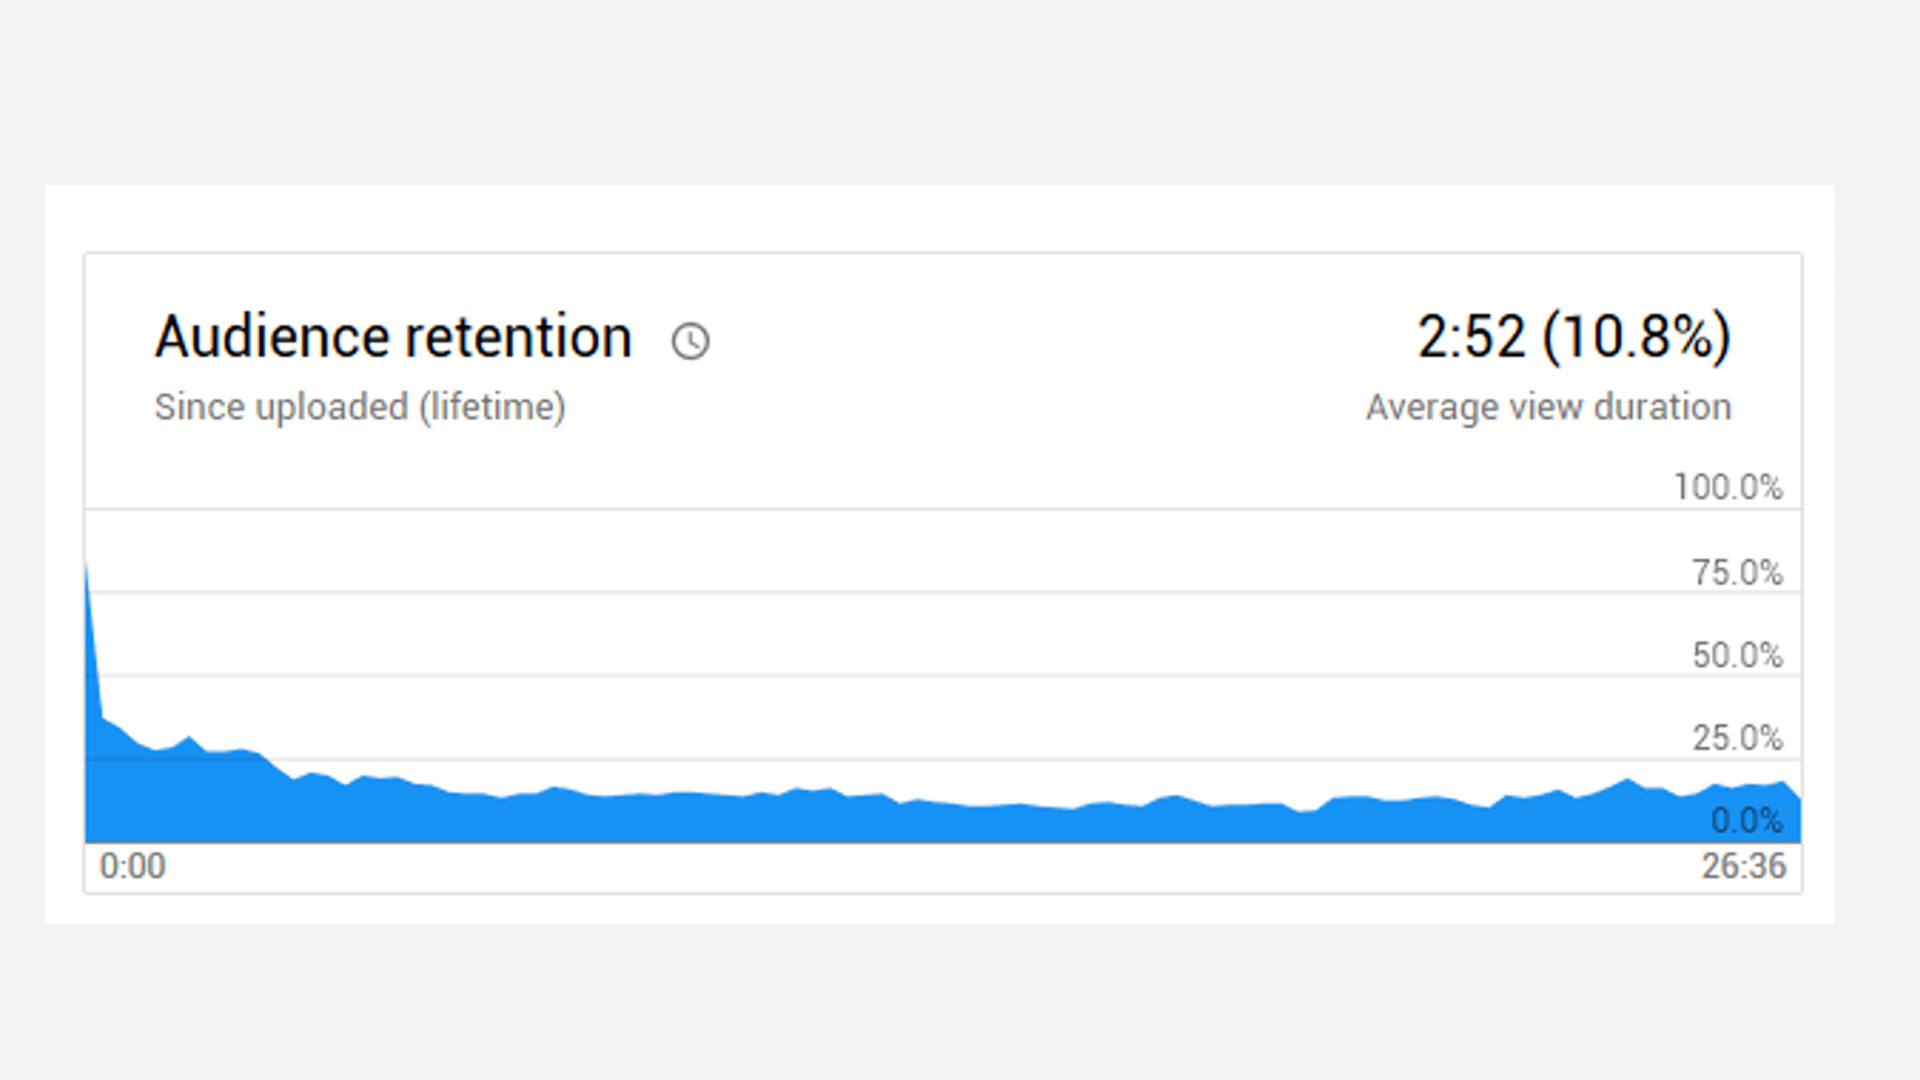 Audience retention
2:52 (10.8%)
Since uploaded (lifetime)
Average view duration
100.0%
75.0%
50.0%
25.0%
0.0%
0:00
26:36